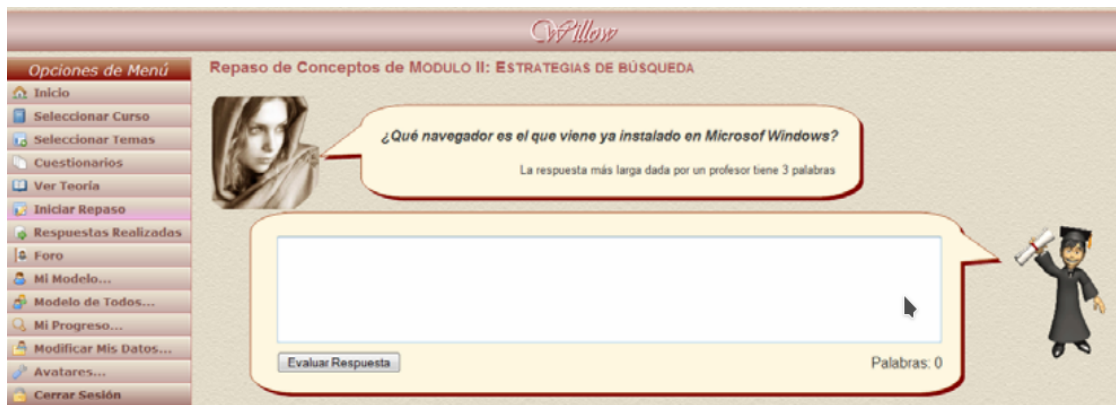 Willow
Opciones de Menú
Inicio
Seleccionar Curso
Seleccionar Temas
Cuestionarios
Ver Teoría
Iniciar Repaso
Respuestas Realizadas
Foro
Mi Modelo...
Modelo de Todos...
Mi Progreso...
Modificar Mis Datos...
Avatares...
Cerrar Sesión
Repaso de Conceptos de MODULO II: ESTRATEGIAS DE BÚSQUEDA
¿Qué navegador es el que viene ya instalado en Microsof Windows?
La respuesta más larga dada por un profesor tiene 3 palabras
Evaluar Respuesta
Palabras: 0